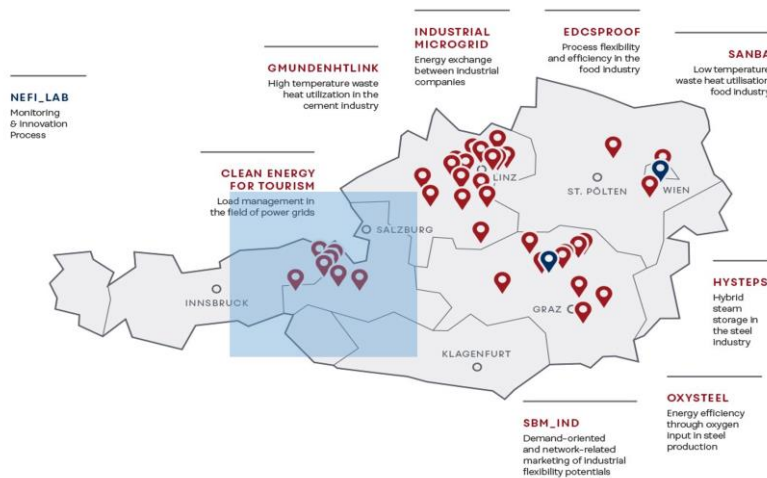 INDUSTRIAL
MICROGRID
Energy exchange
between industrial
companies
EDCSPROOF
Process flexibility
and efficiency in the
food industry
GMUNDENHTLINK
High temperature waste
heat utilization in the
cement industry
SANBA
Low temperature
waste heat utilisation
food industry
NEFI_LAB
Monitoring
& Innovation
Process
CLEAN ENERGY
FOR TOURISM
Load management in
the field of power grids
LINZ
ST. PÖLTEN
WIEN
SALZBURG
INNSBRUCK
GRAZ
KLAGENFURT
HYSTEPS
Hybrid
steam
storage in
the steel
industry
OXYSTEEL
Energy efficiency
through oxygen
input in steel
production
SBM_IND
Demand-oriented
and network-related
marketing of industrial
flexibility potentials